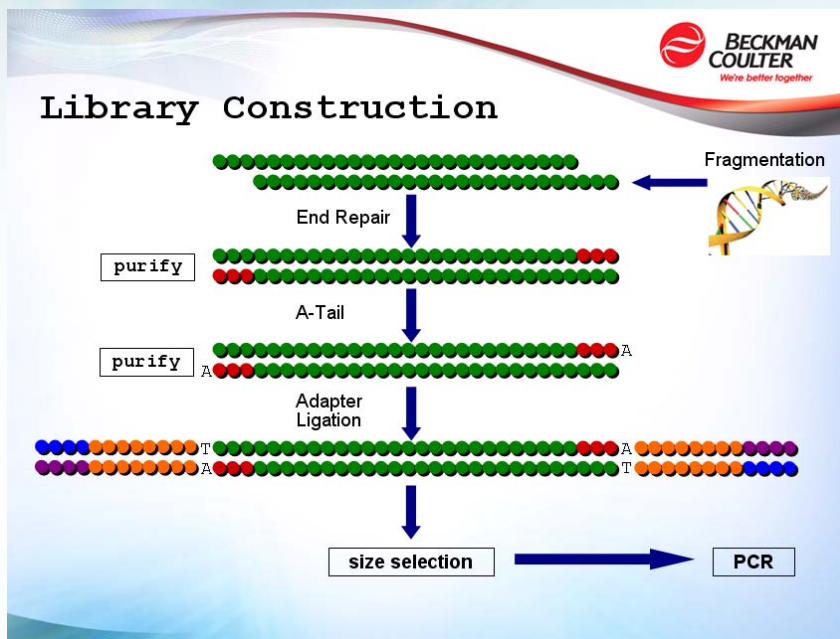 BECKMAN
COULTER
We're better together
Library Construction
Fragmentation
End Repair
purify
A-Tail
A
purify
A
Adapter
Ligation
T A
A T
size selection PCR